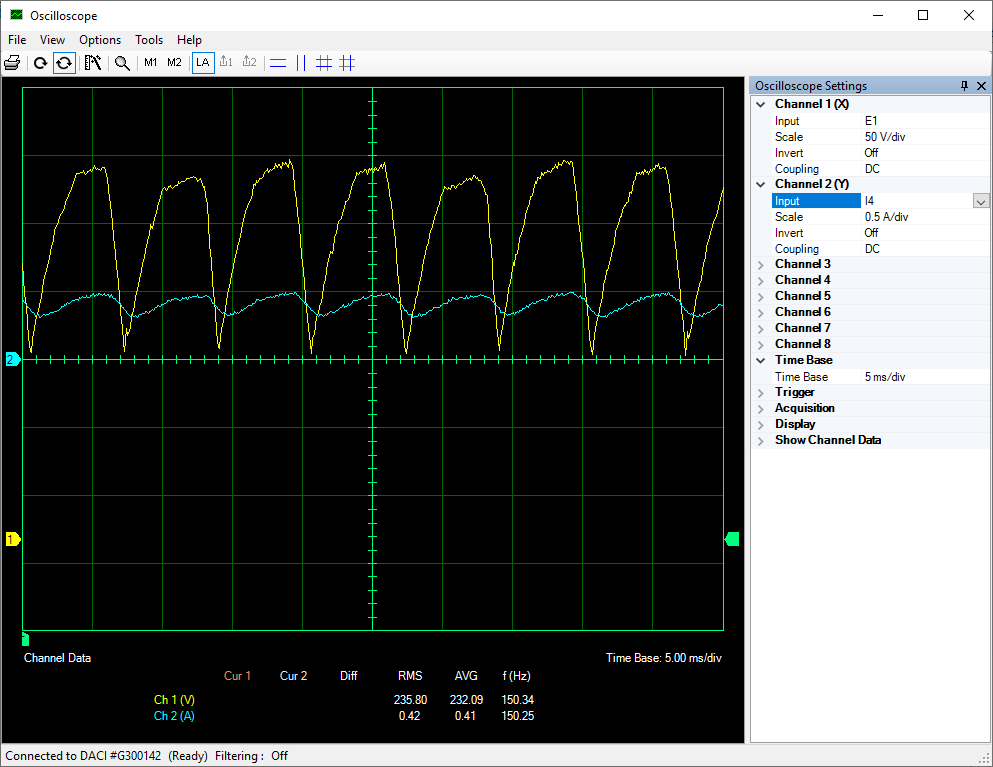 Oscilloscope
File View Options Tools Help
M1 M2 LA 1 2
Oscilloscope Settings
Channel 1 (X)
Input E1
Scale 50 V/div
Invert Off
Coupling DC
Channel 2 (Y)
Input I4
Scale 0.5 A/div
Invert Off
Coupling DC
Channel 3
Channel 4
Channel 5
Channel 6
Channel 7
Channel 8
Time Base
Time Base 5 ms/div
Trigger
Acquisition
Display
Show Channel Data
2
1
Channel Data Time Base: 5.00 ms/div
Cur 1 Cur 2 Diff RMS AVG f (Hz)
Ch 1 (V) 235.80 232.09 150.34
Ch 2 (A) 0.42 0.41 150.25
Connected to DACI #G300142 (Ready) Filtering : Off